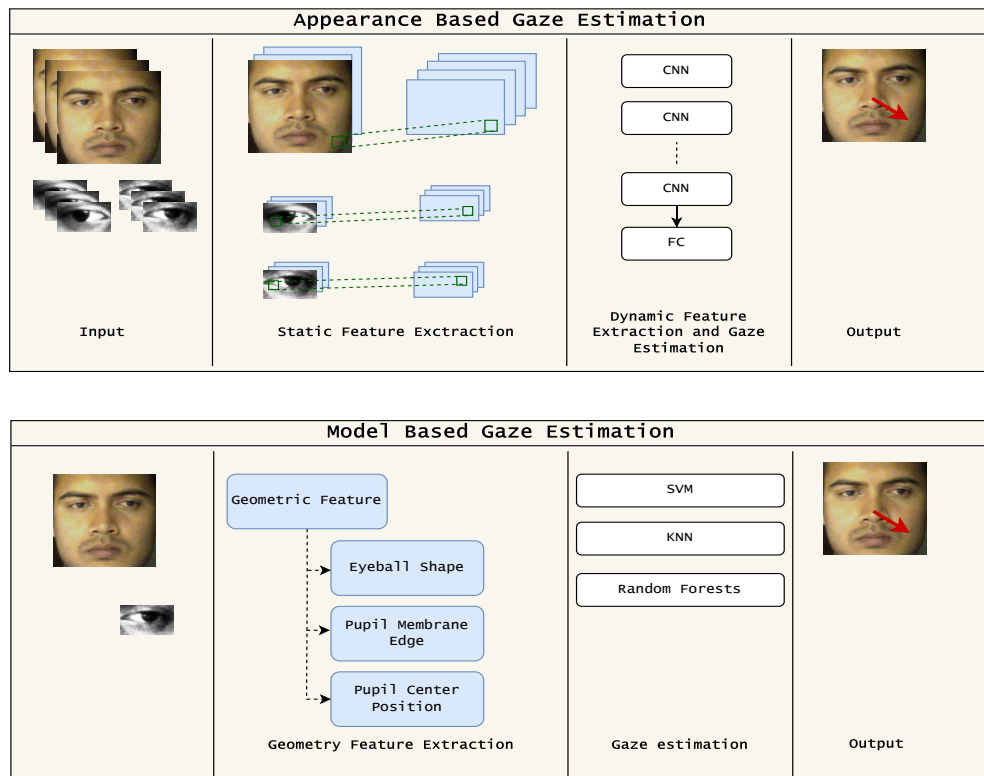 Appearance Based Gaze Estimation
CNN
CNN
CNN
FC
Input
Static Feature Exctraction
Dynamic Feature
Extraction and Gaze
Estimation
Output
Model Based Gaze Estimation
Geometric Feature
Eyeball Shape
Pupil Membrane
Edge
Pupil Center
Position
SVM
KNN
Random Forests
Geometry Feature Extraction
Gaze estimation
Output